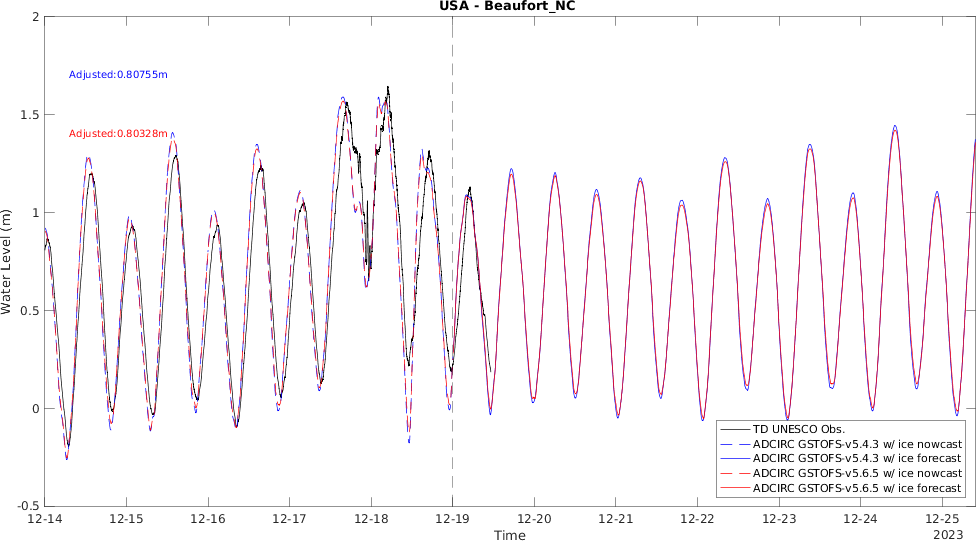 USA - Beaufort_NC
2
1.5
1
0.5
0
-0.5
Water Level (m)
Adjusted:0.80755m
Adjusted:0.80328m
TD UNESCO Obs.
ADCIRC GSTOFS-v5.4.3 w/ ice nowcast
ADCIRC GSTOFS-v5.4.3 w/ ice forecast
ADCIRC GSTOFS-v5.6.5 w/ ice nowcast
ADCIRC GSTOFS-v5.6.5 w/ ice forecast
12-14 12-15 12-16 12-17 12-18 12-19 12-20 12-21 12-22 12-23 12-24 12-25
Time
2023